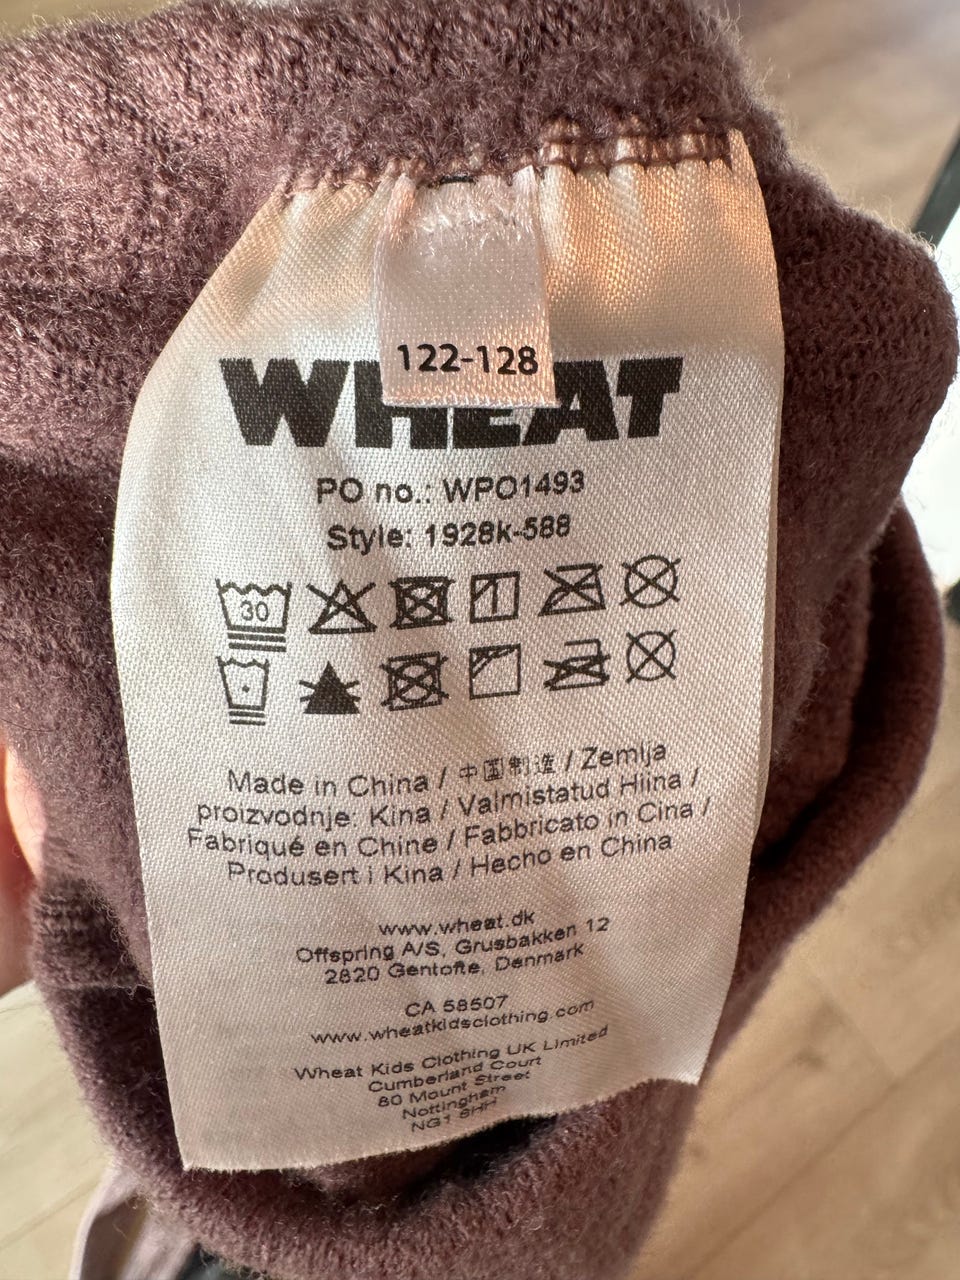 122-128
WHEAT
PO no.: WPO1493
Style: 1928k-588
30
Made in China / 中国制造 / Zemlja
proizvodnje: Kina / Valmistatud Hiina /
Fabriqué en Chine / Fabbricato in Cina /
Produsert i Kina / Hecho en China
www.wheat.dk
Offspring A/S, Grusbakken 12
2820 Gentofte, Denmark
CA 58507
www.wheatkidsclothing.com
Wheat Kids Clothing UK Limited
Cumberland Court
80 Mount Street
Nottingham
NG1 6HH